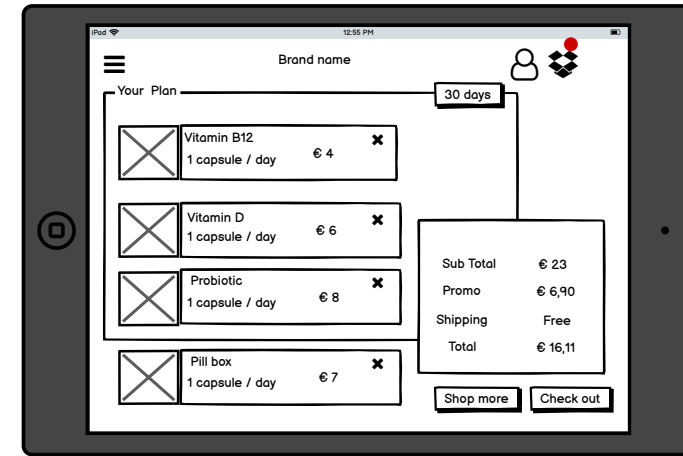 iPad 12:55 PM
Brand name
Your Plan
30 days
Vitamin B12
1 capsule / day
€ 4
Vitamin D
1 capsule / day
€ 6
Probiotic
1 capsule / day
€ 8
Pill box
1 capsule / day
€ 7
Sub Total € 23
Promo € 6,90
Shipping Free
Total € 16,11
Shop more
Check out